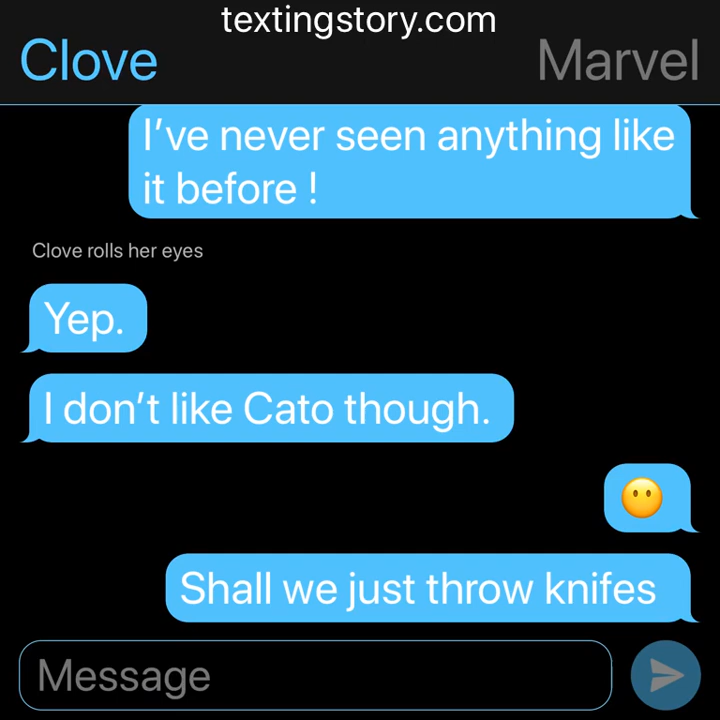 textingstory.com
Clove
Marvel
I’ve never seen anything like
it before !
Clove rolls her eyes
Yep.
I don’t like Cato though.
😶
Shall we just throw knifes
Message